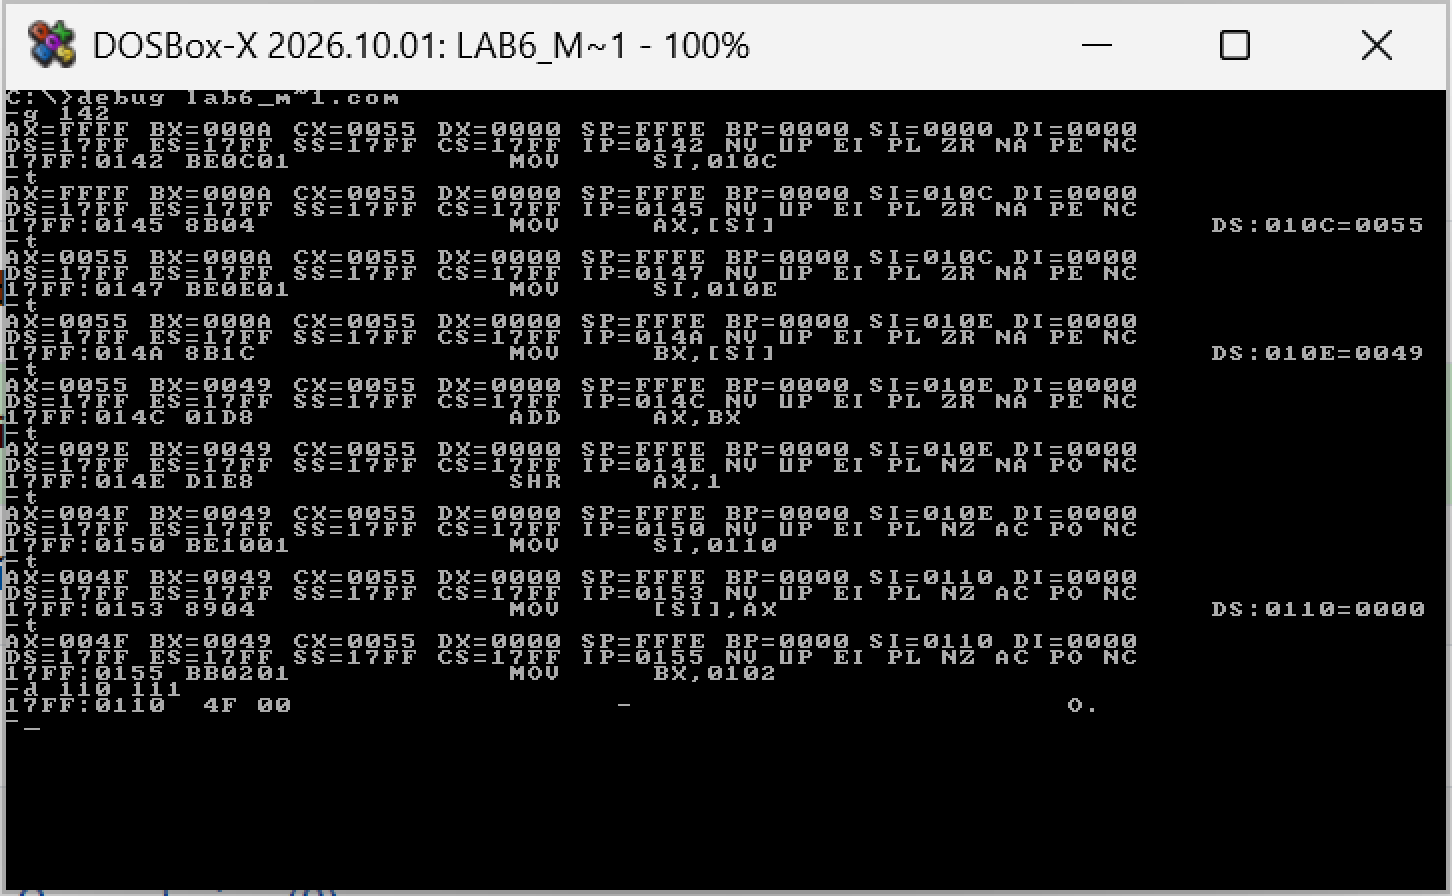 DOSBox-X 2026.10.01: LAB6_M~1 - 100%
C:\>debug lab6_m~1.com
-g 142
AX=FFFF BX=000A CX=0055 DX=0000 SP=FFFE BP=0000 SI=0000 DI=0000
DS=17FF ES=17FF SS=17FF CS=17FF IP=0142 NV UP EI PL ZR NA PE NC
17FF:0142 BE0C01 MOV SI,010C
-t
AX=FFFF BX=000A CX=0055 DX=0000 SP=FFFE BP=0000 SI=010C DI=0000
DS=17FF ES=17FF SS=17FF CS=17FF IP=0145 NV UP EI PL ZR NA PE NC
17FF:0145 8B04 MOV AX,[SI] DS:010C=0055
-t
AX=0055 BX=000A CX=0055 DX=0000 SP=FFFE BP=0000 SI=010C DI=0000
DS=17FF ES=17FF SS=17FF CS=17FF IP=0147 NV UP EI PL ZR NA PE NC
17FF:0147 BE0E01 MOV SI,010E
-t
AX=0055 BX=000A CX=0055 DX=0000 SP=FFFE BP=0000 SI=010E DI=0000
DS=17FF ES=17FF SS=17FF CS=17FF IP=014A NV UP EI PL ZR NA PE NC
17FF:014A 8B1C MOV BX,[SI] DS:010E=0049
-t
AX=0055 BX=0049 CX=0055 DX=0000 SP=FFFE BP=0000 SI=010E DI=0000
DS=17FF ES=17FF SS=17FF CS=17FF IP=014C NV UP EI PL ZR NA PE NC
17FF:014C 01D8 ADD AX,BX
-t
AX=009E BX=0049 CX=0055 DX=0000 SP=FFFE BP=0000 SI=010E DI=0000
DS=17FF ES=17FF SS=17FF CS=17FF IP=014E NV UP EI PL NZ NA PO NC
17FF:014E D1E8 SHR AX,1
-t
AX=004F BX=0049 CX=0055 DX=0000 SP=FFFE BP=0000 SI=010E DI=0000
DS=17FF ES=17FF SS=17FF CS=17FF IP=0150 NV UP EI PL NZ AC PO NC
17FF:0150 BE1001 MOV SI,0110
-t
AX=004F BX=0049 CX=0055 DX=0000 SP=FFFE BP=0000 SI=0110 DI=0000
DS=17FF ES=17FF SS=17FF CS=17FF IP=0153 NV UP EI PL NZ AC PO NC
17FF:0153 8904 MOV [SI],AX DS:0110=0000
-t
AX=004F BX=0049 CX=0055 DX=0000 SP=FFFE BP=0000 SI=0110 DI=0000
DS=17FF ES=17FF SS=17FF CS=17FF IP=0155 NV UP EI PL NZ AC PO NC
17FF:0155 BB0201 MOV BX,0102
-d 110 111
17FF:0110 4F 00 - O.
-_